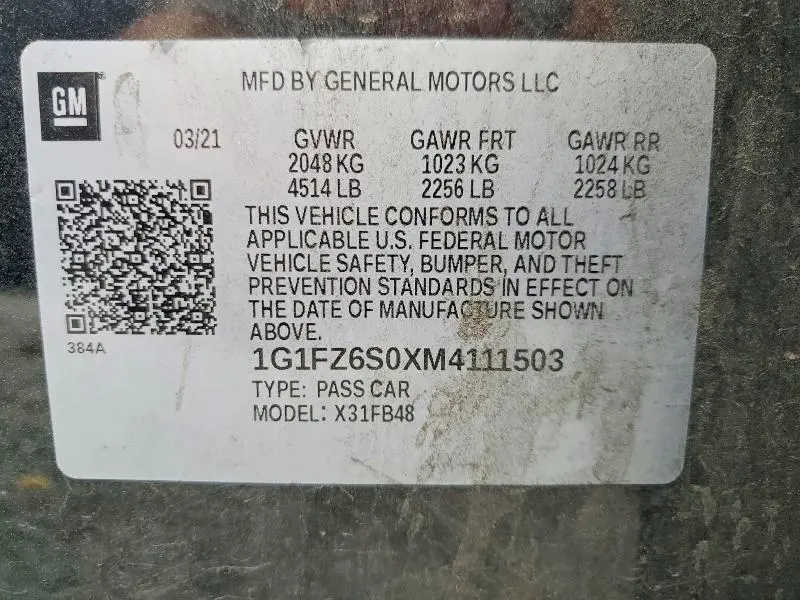 GM
MFD BY GENERAL MOTORS LLC
03/21 GVWR GAWR FRT GAWR RR
2048 KG 1023 KG 1024 KG
4514 LB 2256 LB 2258 LB
THIS VEHICLE CONFORMS TO ALL
APPLICABLE U.S. FEDERAL MOTOR
VEHICLE SAFETY, BUMPER, AND THEFT
PREVENTION STANDARDS IN EFFECT ON
THE DATE OF MANUFACTURE SHOWN
ABOVE.
384A
1G1FZ6S0XM4111503
TYPE: PASS CAR
MODEL: X31FB48